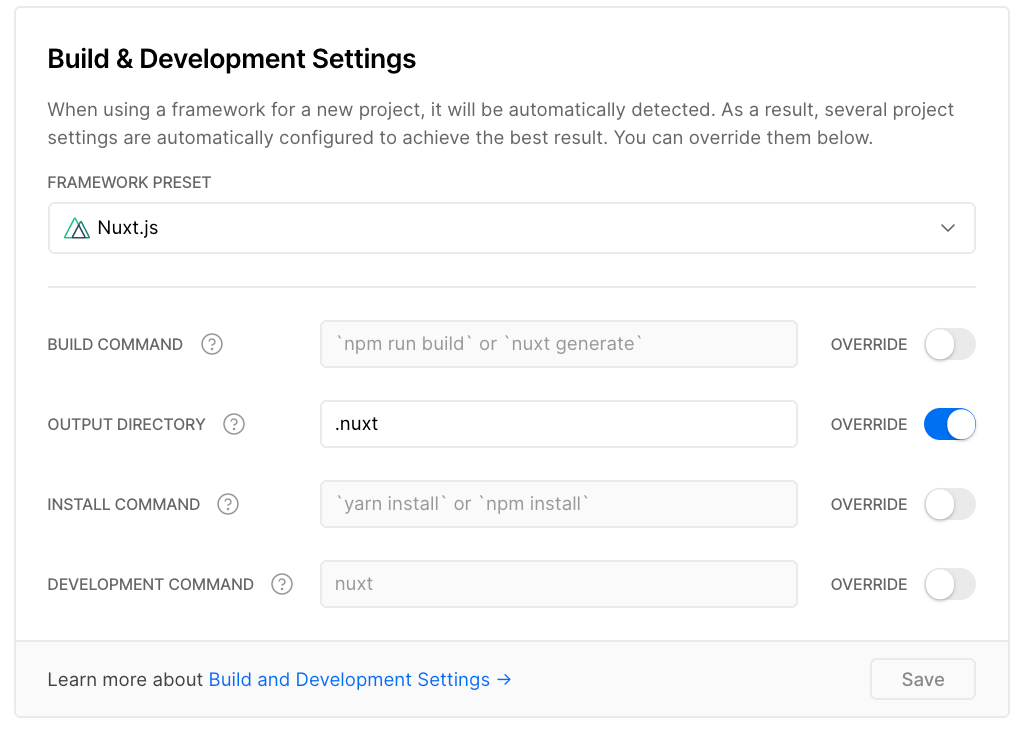 Build & Development Settings
When using a framework for a new project, it will be automatically detected. As a result, several project
settings are automatically configured to achieve the best result. You can override them below.
FRAMEWORK PRESET
Nuxt.js
BUILD COMMAND ? `npm run build` or `nuxt generate` OVERRIDE
OUTPUT DIRECTORY ? .nuxt OVERRIDE
INSTALL COMMAND ? `yarn install` or `npm install` OVERRIDE
DEVELOPMENT COMMAND ? nuxt OVERRIDE
Learn more about Build and Development Settings → Save